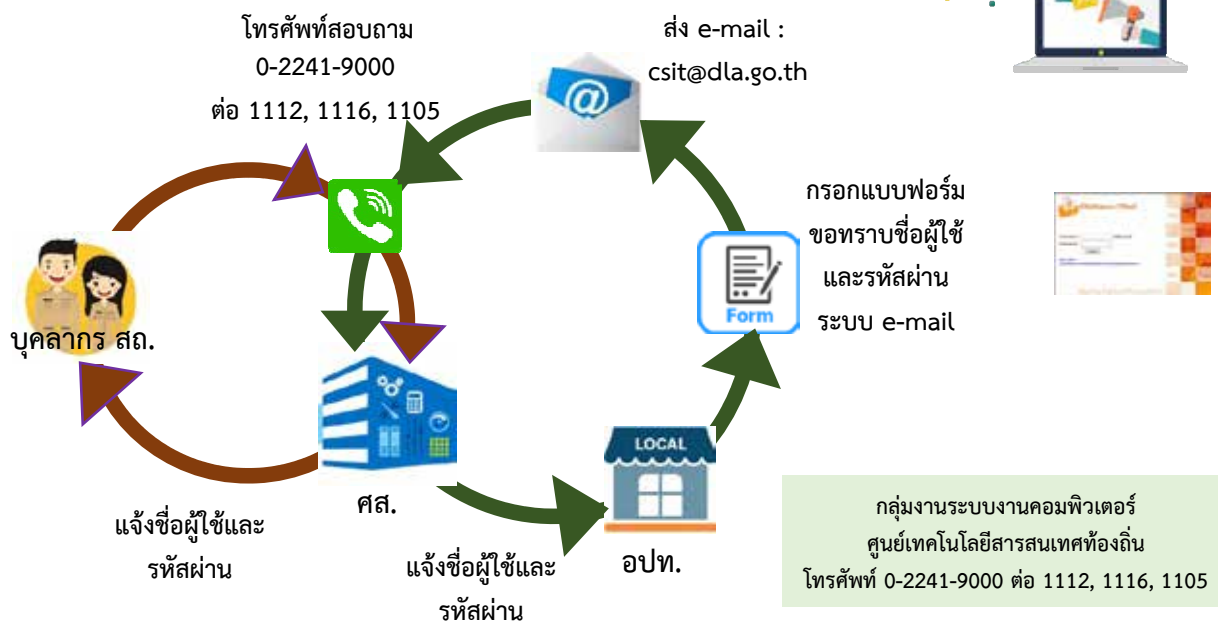 โทรศัพท์สอบถาม
0-2241-9000
ต่อ 1112, 1116, 1105
ส่ง e-mail :
csit@dla.go.th
@
กรอกแบบฟอร์ม
ขอทราบชื่อผู้ใช้
และรหัสผ่าน
ระบบ e-mail
Form
บุคลากร สถ.
LOCAL
ศส.
อปท.
แจ้งชื่อผู้ใช้และ
รหัสผ่าน
แจ้งชื่อผู้ใช้และ
รหัสผ่าน
กลุ่มงานระบบงานคอมพิวเตอร์
ศูนย์เทคโนโลยีสารสนเทศท้องถิ่น
โทรศัพท์ 0-2241-9000 ต่อ 1112, 1116, 1105